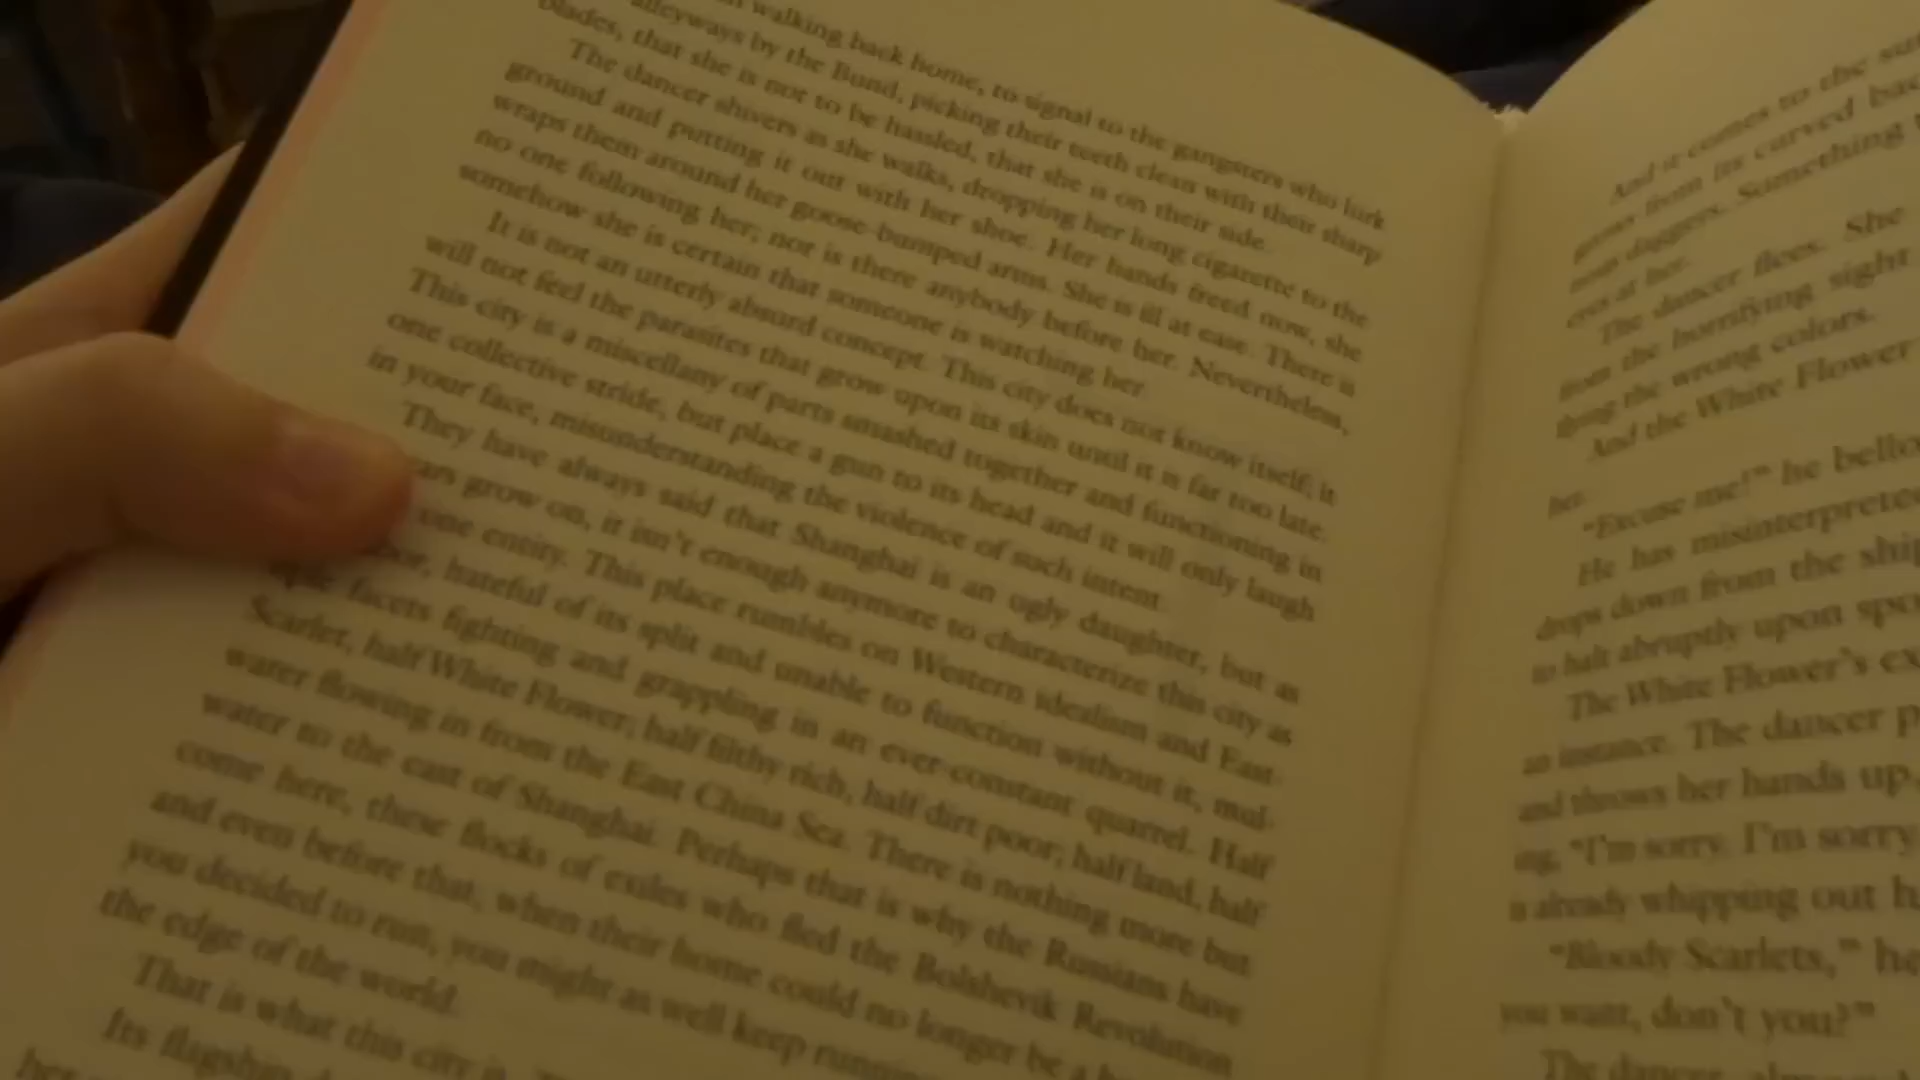 walking back home, to signal to the gangsters who lurk
alleyways by the Bund, picking their teeth clean with their sharp
blades, that she is not to be hassled, that she is on their side.
The dancer shivers as she walks, dropping her long cigarette to the
ground and putting it out with her shoe. Her hands freed now, she
wraps them around her goose-bumped arms. She is ill at ease. There is
no one following her; nor is there anybody before her. Nevertheless,
somehow she is certain that someone is watching her.
It is not an utterly absurd concept. This city does not know itself; it
will not feel the parasites that grow upon its skin until it is far too late.
This city is a miscellany of parts smashed together and functioning in
one collective stride, but place a gun to its head and it will only laugh
in your face, misunderstanding the violence of such intent.
They have always said that Shanghai is an ugly daughter, but as
grow on, it isn't enough anymore to characterize this city as
one entity. This place rumbles on Western idealism and East-
hateful of its split and unable to function without it, mul-
facets fighting and grappling in an ever-constant quarrel. Half
Scarlet, half White Flower; half filthy rich, half dirt poor; half land, half
water flowing in from the East China Sea. There is nothing more but
water to the east of Shanghai. Perhaps that is why the Russians have
come here, these flocks of exiles who fled the Bolshevik Revolution
and even before that, when their home could no longer be a
you decided to run, you might as well keep running
the edge of the world.
That is what this city is.
Its flagship
her
And it comes to the
from its curved
daggers. Something
eyes at her.
The dancer flees. She
from the horrifying sight
thing the wrong colors.
And the White Flower
her.
"Excuse me!" he
He has
drops down from the
to halt abruptly upon
The White Flower's
an instance. The dancer
and throws her hands up,
ing, "I'm sorry. I'm sorry
is already whipping out
"Bloody Scarlets," he
you want, don't you?"
The dancer,